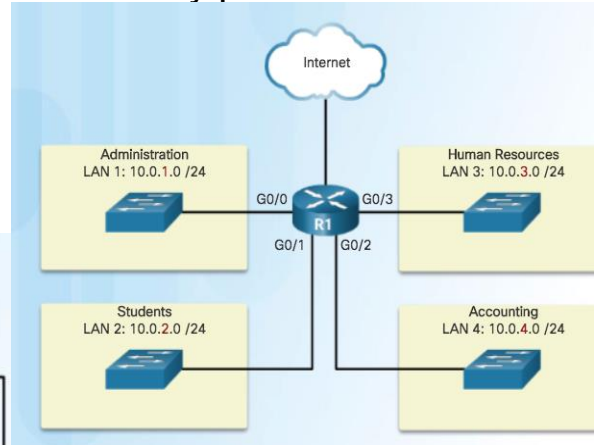 Internet
Administration
LAN 1: 10.0.1.0 /24
Human Resources
LAN 3: 10.0.3.0 /24
G0/0
G0/3
R1
G0/1
G0/2
Students
LAN 2: 10.0.2.0 /24
Accounting
LAN 4: 10.0.4.0 /24